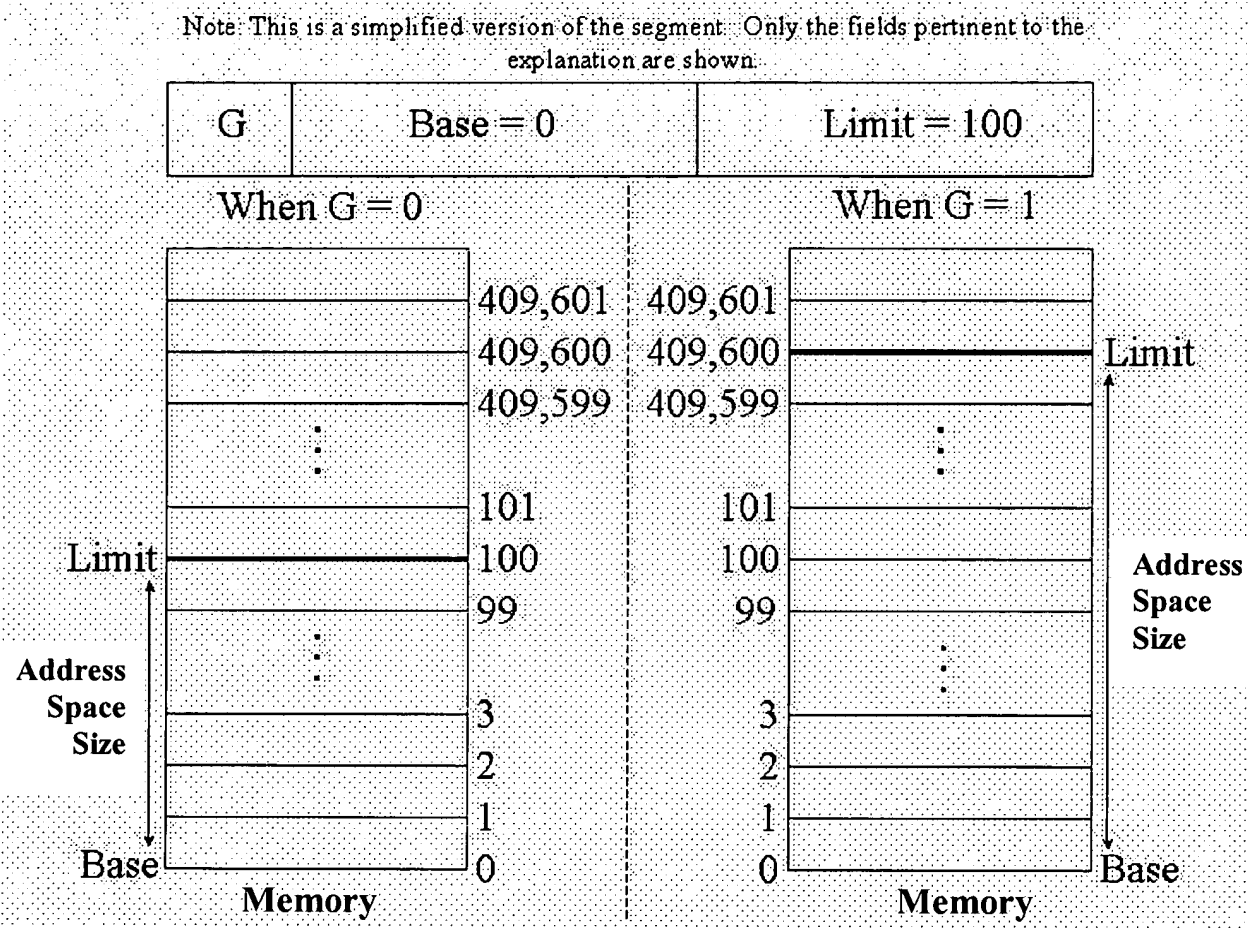 Note: This is a simplified version of the segment. Only the fields pertinent to the
explanation are shown.
G
Base = 0
Limit = 100
When G = 0
When G = 1
409,601
409,600
409,599
101
100
99
3
2
1
0
Limit
Address
Space
Size
Base
Memory
409,601
409,600
409,599
101
100
99
3
2
1
0
Limit
Address
Space
Size
Base
Memory